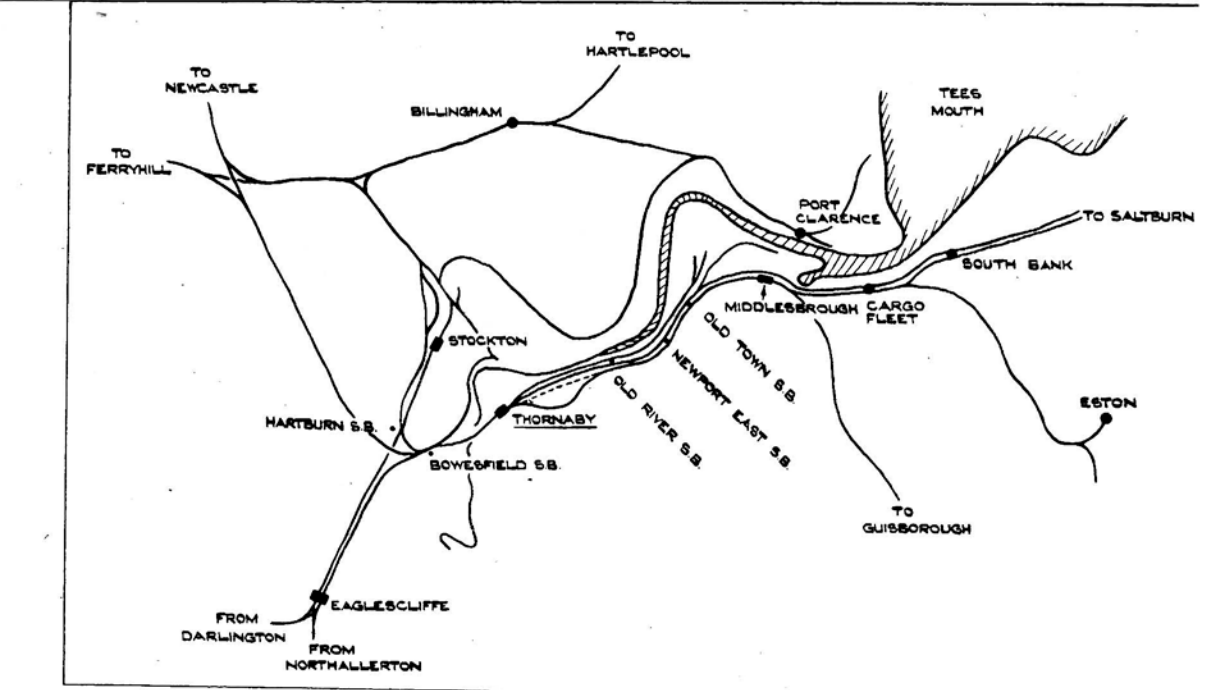 TO
HARTLEPOOL
TO
NEWCASTLE
BILLINGHAM
TEES
MOUTH
TO
FERRYHILL
PORT
CLARENCE
TO SALTBURN
SOUTH BANK
MIDDLESBROUGH
CARGO
FLEET
STOCKTON
OLD TOWN S.B.
NEWPORT EAST S.B.
OLD RIVER S.B.
THORNABY
HARTBURN S.B.
BOWESFIELD S.B.
ESTON
TO
GUISBOROUGH
EAGLESCLIFFE
FROM
DARLINGTON
FROM
NORTHALLERTON